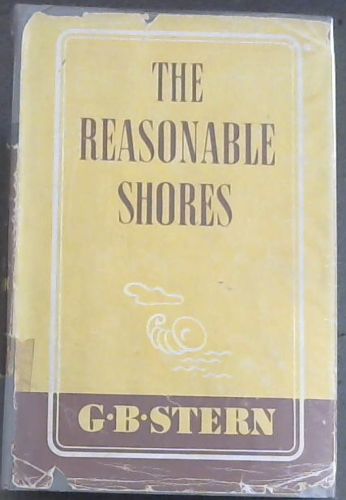 THE
REASONABLE
SHORES
G·B·STERN